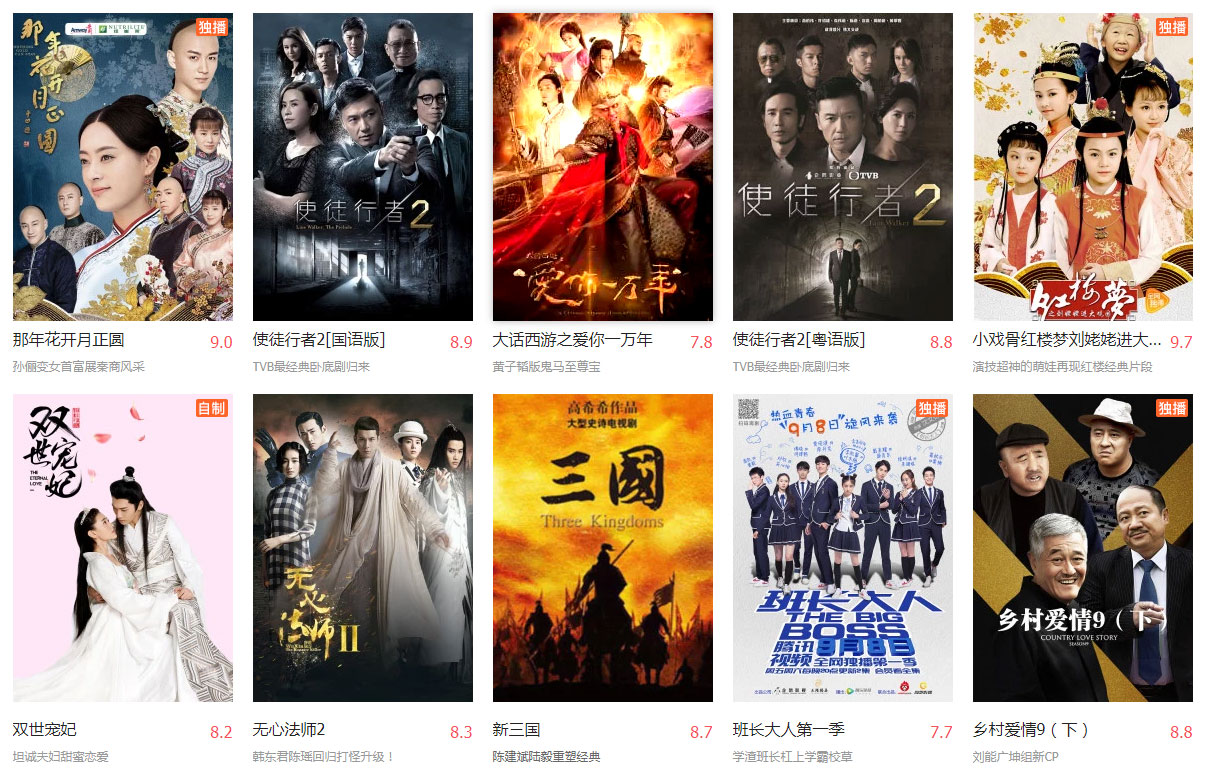 独播
Amway
NUTRILITE
那年花开月正圆
使徒行者2
Line Walker: The Prelude
爱你一万年
TVB
使徒行者2
Line Walker
独播
红楼梦
之刘姥姥进大观园
那年花开月正圆 9.0
孙俪变女首富展秦商风采
使徒行者2[国语版] 8.9
TVB最经典卧底剧归来
大话西游之爱你一万年 7.8
黄子韬版鬼马至尊宝
使徒行者2[粤语版] 8.8
TVB最经典卧底剧归来
小戏骨红楼梦刘姥姥进大... 9.7
演技超神的萌娃再现红楼经典片段
自制
双世宠妃
THE
ETERNAL
LOVE
无心法师II
高希希作品
大型史诗电视剧
三國
Three Kingdoms
独播
热血青春
"9月8日"旋风来袭
班长大人
THE BIG
BOSS
腾讯视频
9月8日
全网独播第一季
独播
乡村爱情9（下）
COUNTRY LOVE STORY
双世宠妃 8.2
坦诚夫妇甜蜜恋爱
无心法师2 8.3
韩东君陈瑶回归打怪升级！
新三国 8.7
陈建斌陆毅重塑经典
班长大人第一季 7.7
学渣班长杠上学霸校草
乡村爱情9（下） 8.8
刘能广坤组新CP